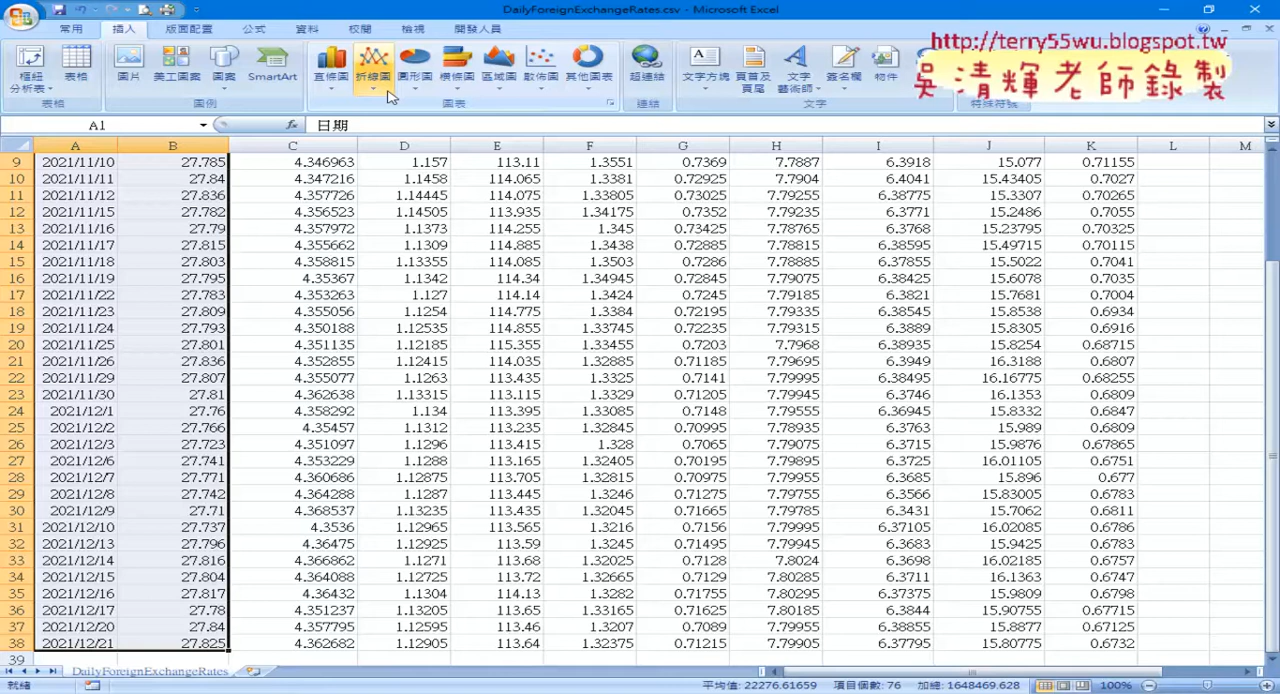 DailyForeignExchangeRates.csv - Microsoft Excel
常用 插入 版面配置 公式 資料 校閱 檢視 開發人員
http://terry55wu.blogspot.tw
吳清輝老師錄製
樞紐分析表 表格 圖片 美工圖案 圖案 SmartArt 直條圖 折線圖 圓形圖 橫條圖 區域圖 散佈圖 其他圖表 超連結 文字方塊 頁首及頁尾 文字藝術師 簽名欄 物件
表格 圖例 圖表 連結 文字 特殊符號
A1 fx 日期
A B C D E F G H I J K L M
9 2021/11/10 27.785 4.346963 1.157 113.11 1.3551 0.7369 7.7887 6.3918 15.077 0.71155
10 2021/11/11 27.84 4.347216 1.1458 114.065 1.3381 0.72925 7.7904 6.4041 15.43405 0.7027
11 2021/11/12 27.836 4.357726 1.14445 114.075 1.33805 0.73025 7.79255 6.38775 15.3307 0.70265
12 2021/11/15 27.782 4.356523 1.14505 113.935 1.34175 0.7352 7.79235 6.3771 15.2486 0.7055
13 2021/11/16 27.79 4.357972 1.1373 114.255 1.345 0.73425 7.78765 6.3768 15.23795 0.70325
14 2021/11/17 27.815 4.355662 1.1309 114.885 1.3438 0.72885 7.78815 6.38595 15.49715 0.70115
15 2021/11/18 27.803 4.358815 1.13355 114.085 1.3503 0.7286 7.78885 6.37855 15.5022 0.7041
16 2021/11/19 27.795 4.35367 1.1342 114.34 1.34945 0.72845 7.79075 6.38425 15.6078 0.7035
17 2021/11/22 27.783 4.353263 1.127 114.14 1.3424 0.7245 7.79185 6.3821 15.7681 0.7004
18 2021/11/23 27.809 4.355056 1.1254 114.775 1.3384 0.72195 7.79335 6.38545 15.8538 0.6934
19 2021/11/24 27.793 4.350188 1.12535 114.855 1.33745 0.72235 7.79315 6.3889 15.8305 0.6916
20 2021/11/25 27.801 4.351135 1.12185 115.355 1.33455 0.7203 7.7968 6.38935 15.8254 0.68715
21 2021/11/26 27.836 4.352855 1.12415 114.035 1.32885 0.71185 7.79695 6.3949 16.3188 0.6807
22 2021/11/29 27.807 4.355077 1.1263 113.435 1.3325 0.7141 7.79995 6.38495 16.16775 0.68255
23 2021/11/30 27.81 4.362638 1.13315 113.115 1.3329 0.71205 7.79945 6.3746 16.1353 0.6809
24 2021/12/1 27.76 4.358292 1.134 113.395 1.33085 0.7148 7.79555 6.36945 15.8332 0.6847
25 2021/12/2 27.766 4.35457 1.1312 113.235 1.32845 0.70995 7.78935 6.3763 15.989 0.6809
26 2021/12/3 27.723 4.351097 1.1296 113.415 1.328 0.7065 7.79075 6.3715 15.9876 0.67865
27 2021/12/6 27.741 4.353229 1.1288 113.165 1.32405 0.70195 7.79895 6.3725 16.01105 0.6751
28 2021/12/7 27.771 4.360686 1.12875 113.705 1.32815 0.70975 7.79755 6.3685 15.896 0.677
29 2021/12/8 27.742 4.364288 1.1287 113.445 1.3246 0.71275 7.79755 6.3566 15.83005 0.6783
30 2021/12/9 27.71 4.368537 1.13235 113.435 1.32045 0.71665 7.79785 6.3431 15.7062 0.6811
31 2021/12/10 27.737 4.3536 1.12965 113.565 1.3216 0.7156 7.79995 6.37105 16.02085 0.6786
32 2021/12/13 27.796 4.36475 1.12925 113.59 1.3245 0.71495 7.79945 6.3683 15.9425 0.6783
33 2021/12/14 27.816 4.366862 1.1271 113.68 1.32025 0.7128 7.8024 6.3698 16.02185 0.6757
34 2021/12/15 27.804 4.364088 1.12725 113.72 1.32665 0.7129 7.80285 6.3711 16.1363 0.6747
35 2021/12/16 27.817 4.36432 1.1304 114.13 1.3282 0.71755 7.80295 6.37375 15.9809 0.6798
36 2021/12/17 27.78 4.351237 1.13205 113.65 1.33165 0.71625 7.80185 6.3844 15.90755 0.67715
37 2021/12/20 27.84 4.357795 1.12595 113.46 1.3207 0.7089 7.80165 6.38855 15.8877 0.67125
38 2021/12/21 27.825 4.362682 1.12905 113.64 1.32375 0.71215 7.79905 6.37795 15.80775 0.6732
39
DailyForeignExchangeRates
就緒 平均值: 22276.61659 項目個數: 76 加總: 1648469.628 100%